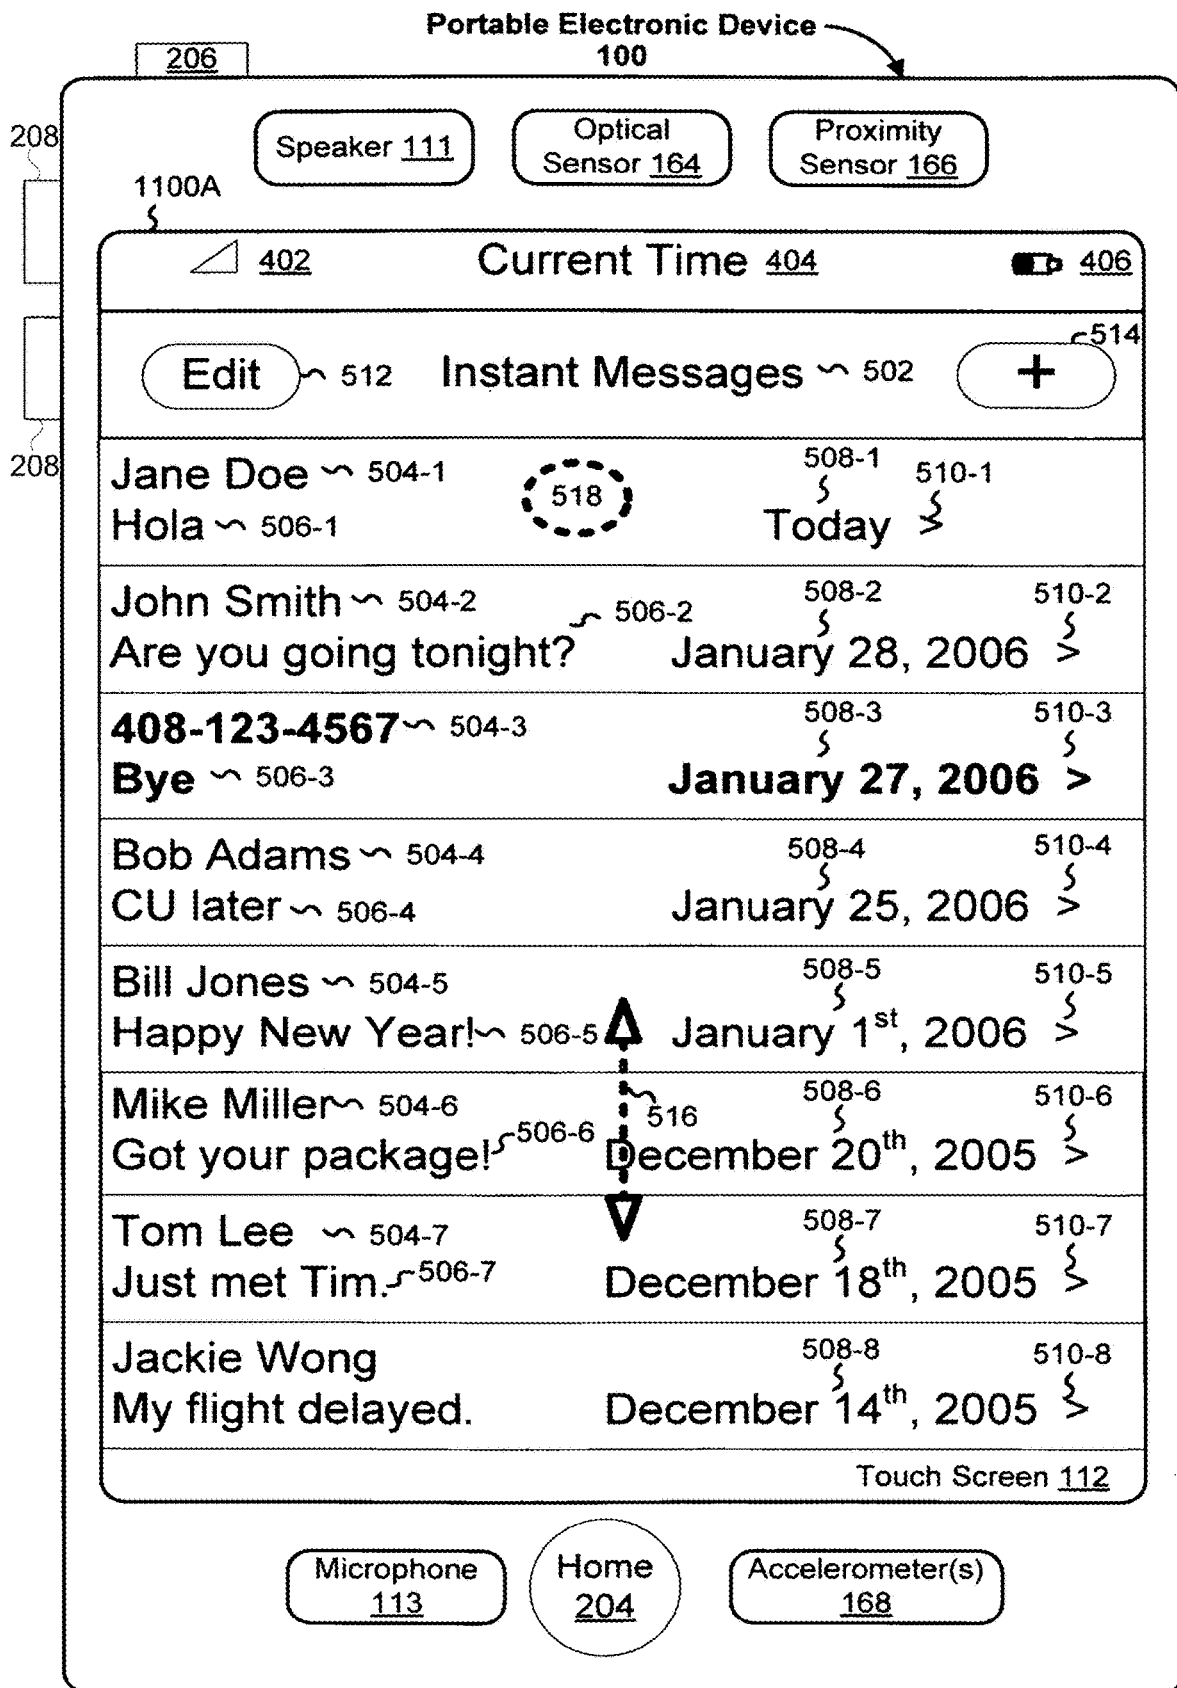 Portable Electronic Device
100
206
208
Speaker 111
Optical
Sensor 164
Proximity
Sensor 166
1100A
402
Current Time 404
406
514
Edit
512
Instant Messages
502
+
208
Jane Doe 504-1
508-1
510-1
518
Hola 506-1
Today >
John Smith 504-2
506-2
508-2
510-2
Are you going tonight?
January 28, 2006 >
408-123-4567 504-3
508-3
510-3
Bye 506-3
January 27, 2006 >
Bob Adams 504-4
508-4
510-4
CU later 506-4
January 25, 2006 >
Bill Jones 504-5
508-5
510-5
Happy New Year! 506-5
January 1st, 2006 >
Mike Miller 504-6
516
508-6
510-6
Got your package! 506-6
December 20th, 2005 >
Tom Lee 504-7
508-7
510-7
Just met Tim. 506-7
December 18th, 2005 >
Jackie Wong
508-8
510-8
My flight delayed.
December 14th, 2005 >
Touch Screen 112
Microphone
113
Home
204
Accelerometer(s)
168